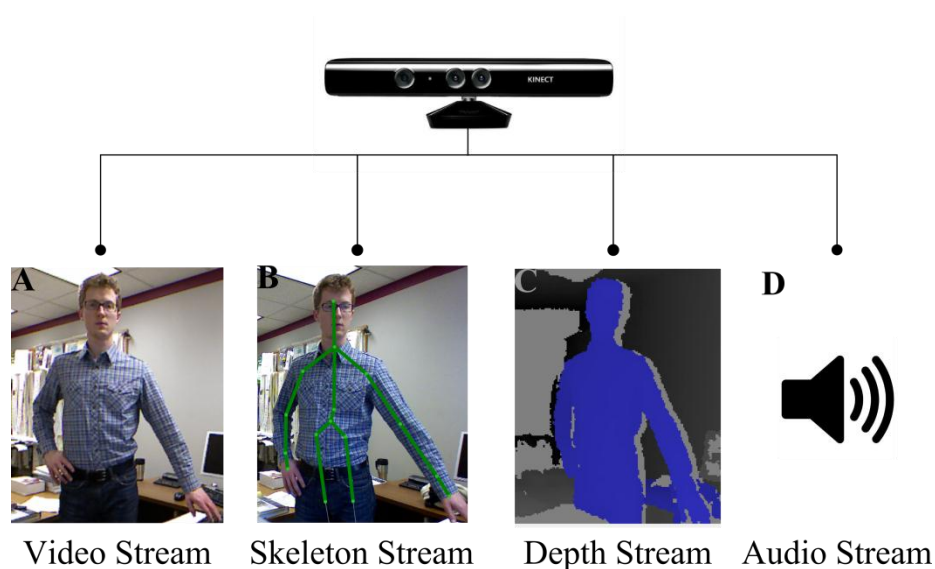 KINECT
A
B
C
D
Video Stream
Skeleton Stream
Depth Stream
Audio Stream